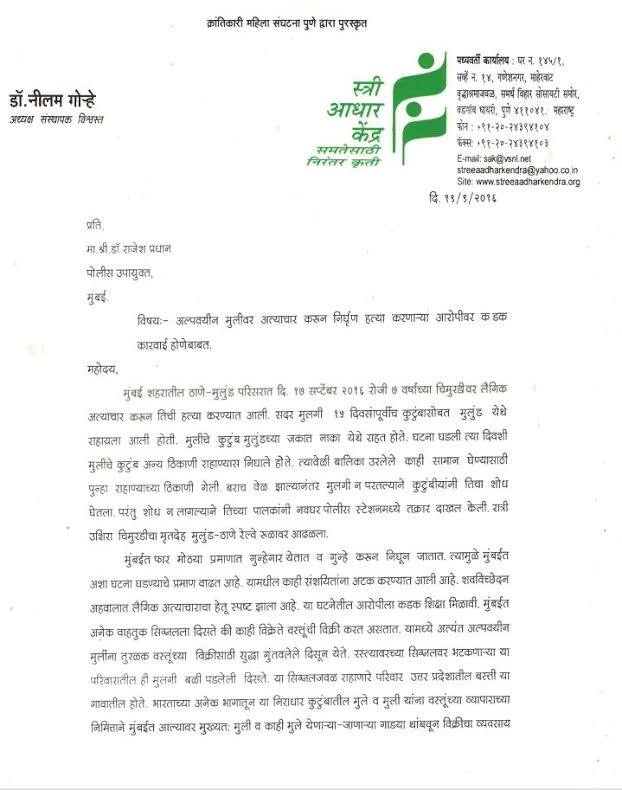 क्रांतिकारी महिला संघटना पुणे द्वारा पुरस्कृत
डॉ.नीलम गोऱ्हे
अध्यक्ष संस्थापक विश्वस्त
स्त्री
आधार
केंद्र
समतेसाठी
निरंतर कृती
मध्यवर्ती कार्यालय : घर न. १४५/१,
सर्व्हे न. १४, गणेशनगर, माहेरवाट
वृद्धाश्रमाजवळ, समर्थ विहार सोसायटी समोर,
वडगांव धायरी, पुणे ४११०४१. महाराष्ट्र
फोन : +९१-२०-२४३९४१०४
फॅक्स: +९१-२०-२४३९४१०३
E-mail: sak@vsnl.net
streeaadharkendra@yahoo.co.in
Site: www.streeaadharkendra.org
दि. १९/९/२०१६
प्रति,
मा.श्री.डॉ.राजेश प्रधान
पोलीस उपायुवत,
मुंबई.
विषय:- अल्पवयीन मुलीवर अत्याचार करून निर्घृण हत्या करणाऱ्या आरोपीवर कडक
कारवाई होणेबाबत.
महोदय,
मुंबई शहरातील ठाणे-मुलुंड परिसरात दि. १७ सप्टेंबर २०१६ रोजी ७ वर्षाच्या चिमुरडीवर लैगिक
अत्याचार करून तिची हत्या करण्यात आली. सदर मुलगी १५ दिवसांपूर्वीच कुटुंबासोबत मुलुंड येथे
राहायला आली होती. मुलीचे कुटुंब मुलुंडच्या जकात नाका येथे राहत होते. घटना घडली त्या दिवशी
मुलीचे कुटुंब अन्य ठिकाणी राहाण्यास निघाले होते. त्यावेळी बालिका उरलेले काही सामान घेण्यासाठी
पुन्हा राहाण्याच्या ठिकाणी गेली. बराच वेळ झाल्यानंतर मुलगी न परतल्याने कुटुंबीयांनी तिचा शोध
घेतला. परंतु शोध न लागल्याने तिच्या पालकांनी नवघर पोलीस स्टेशनमध्ये तक्रार दाखल केली. रात्री
उशिरा चिमुरडीचा मृतदेह मुलुंड-ठाणे रेल्वे रूळावर आढळला.
मुंबईत फार मोठया प्रमाणात गुन्हेगार येतात व गुन्हे करून निघून जातात. त्यामुळे मुंबईत
अशा घटना घडण्याचे प्रमाण वाढत आहे. यामधील काही संशयितांना अटक करण्यात आली आहे. शवविच्छेदन
अहवालात लैगिक अत्याचाराचा हेतू स्पष्ट झाला आहे. या घटनेतील आरोपीला कडक शिक्षा मिळावी. मुंबईत
अनेक वाहतुक सिग्नलला दिसते की काही विक्रेते वस्तूंची विक्री करत असतात. यामध्ये अत्यंत अल्पवयीन
मुलींना तुरळक वस्तूंच्या विक्रीसाठी सुद्धा गुंतवलेले दिसून येते. रस्त्यावरच्या सिग्नलवर भटकणाऱ्या या
परिवारातील ही मुलगी बळी पडलेली दिसते. या सिग्नलजवळ राहाणारे परिवार उत्तर प्रदेशातील बस्ती या
गावातील होते. भारताच्या अनेक भागातून या निराधार कुटुंबातील मुले व मुली यांना वस्तूंच्या व्यापाराच्या
निमित्ताने मुंबईत आल्यावर मुख्यत: मुली व काही मुले येणाऱ्या-जाणाऱ्या गाडया थांबवून विक्रीचा व्यवसाय